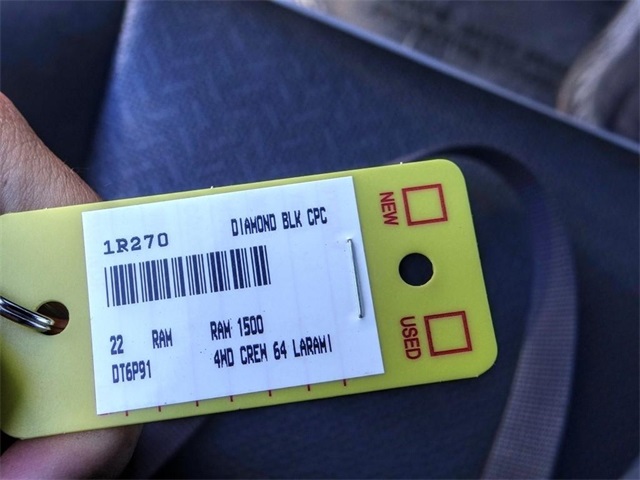 1R270
DIAMOND BLK CPC
22 RAM RAM 1500
DT6P91 4WD CREW 64 LARAMI
NEW
USED